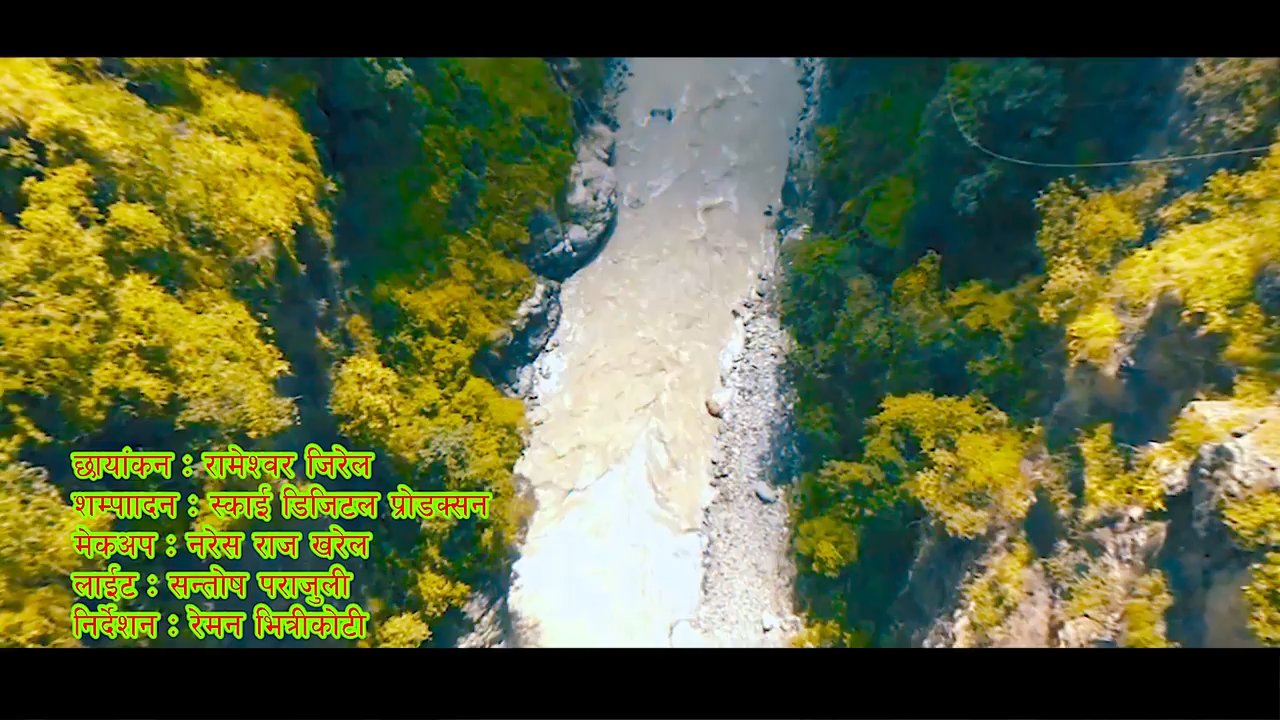 छायांकन : रामेश्वर जिरेल
शम्पाादन : स्काई डिजिटल प्रोडक्सन
मेकअप : नरेस राज खरेल
लाईट : सन्तोष पराजुली
निर्देशन : रेमन भित्रीकोटी